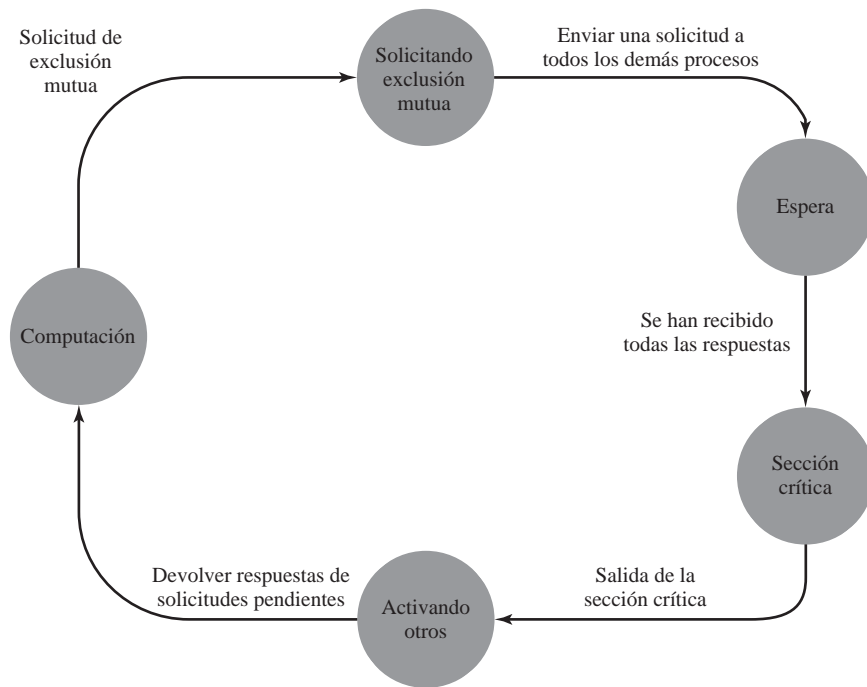 Solicitud de
exclusión
mutua
Solicitando
exclusión
mutua
Enviar una solicitud a
todos los demás procesos
Espera
Se han recibido
todas las respuestas
Computación
Sección
crítica
Salida de la
sección crítica
Activando
otros
Devolver respuestas de
solicitudes pendientes